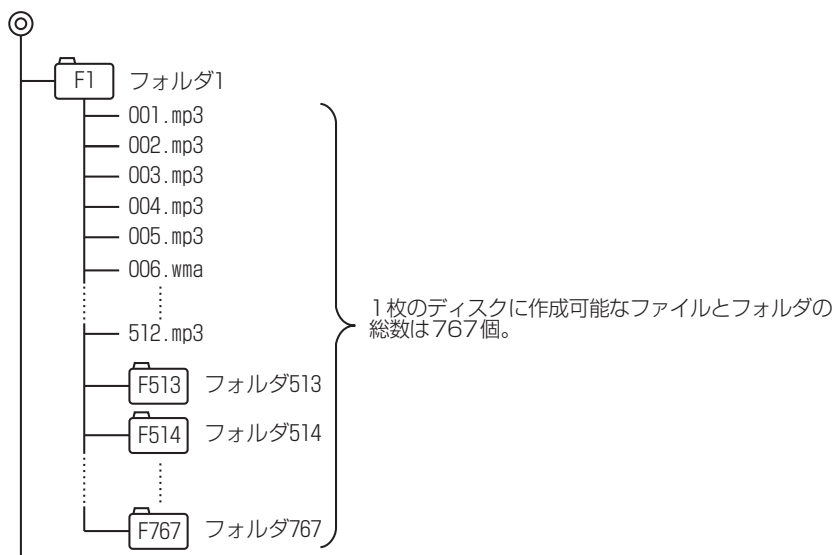 F1 フォルダ1
001.mp3
002.mp3
003.mp3
004.mp3
005.mp3
006.wma
512.mp3
F513 フォルダ513
F514 フォルダ514
F767 フォルダ767
1枚のディスクに作成可能なファイルとフォルダの
総数は767個。